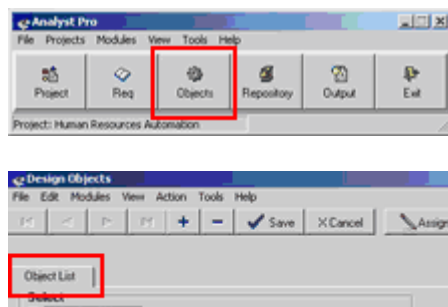 Analyst Pro
File Projects Modules View Tools Help
Project Req Objects Repository Output Exit
Project: Human Resources Automation
Design Objects
File Edit Modules View Action Tools Help
Save Cancel Assign
Object List
Select